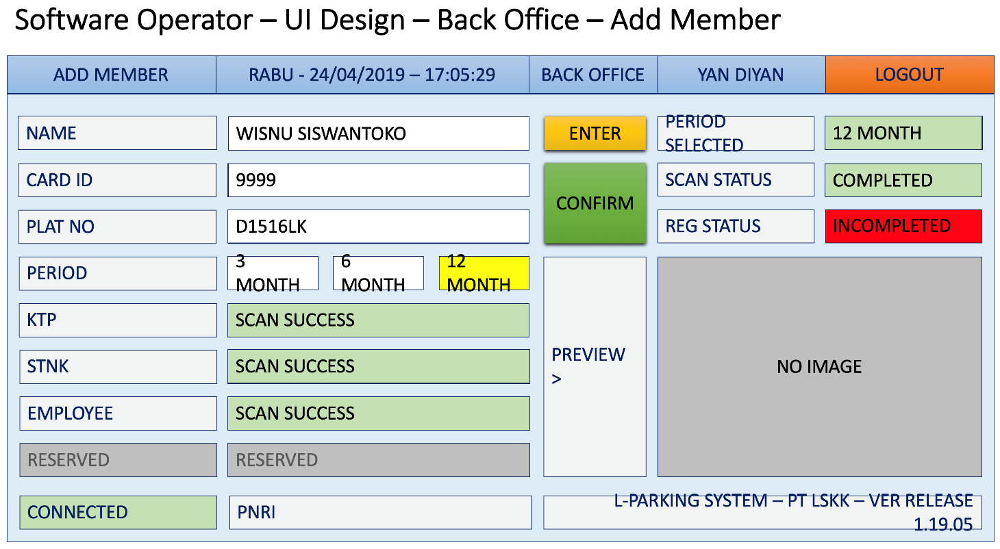 Software Operator – UI Design – Back Office – Add Member
ADD MEMBER
RABU - 24/04/2019 – 17:05:29
BACK OFFICE
YAN DIYAN
LOGOUT
NAME
WISNU SISWANTOKO
ENTER
PERIOD
SELECTED
12 MONTH
CARD ID
9999
CONFIRM
SCAN STATUS
COMPLETED
PLAT NO
D1516LK
REG STATUS
INCOMPLETED
PERIOD
3
MONTH
6
MONTH
12
MONTH
KTP
SCAN SUCCESS
STNK
SCAN SUCCESS
PREVIEW
>
NO IMAGE
EMPLOYEE
SCAN SUCCESS
RESERVED
RESERVED
CONNECTED
PNRI
L-PARKING SYSTEM – PT LSKK – VER RELEASE
1.19.05